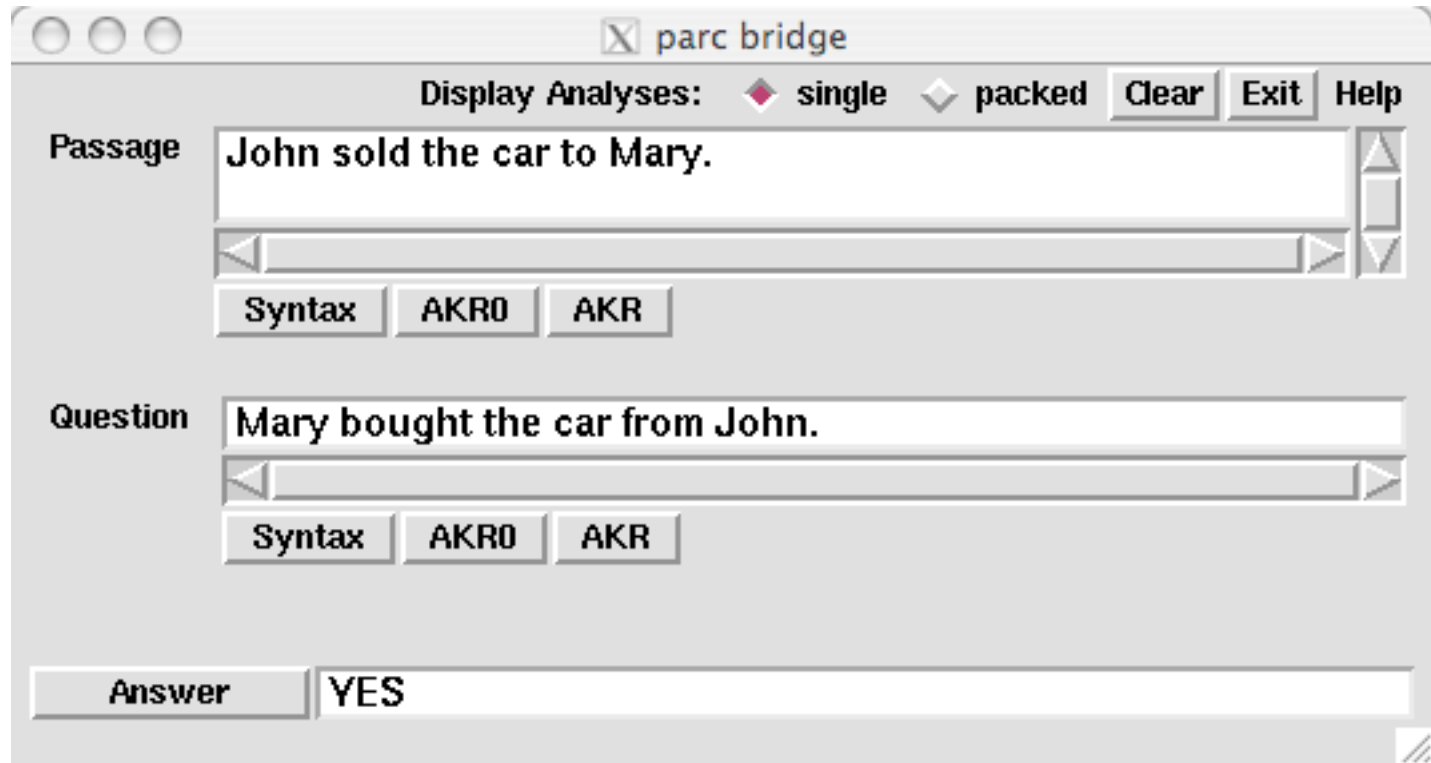 parc bridge
Display Analyses: single packed Clear Exit Help
Passage John sold the car to Mary.
Syntax AKR0 AKR
Question Mary bought the car from John.
Syntax AKR0 AKR
Answer YES